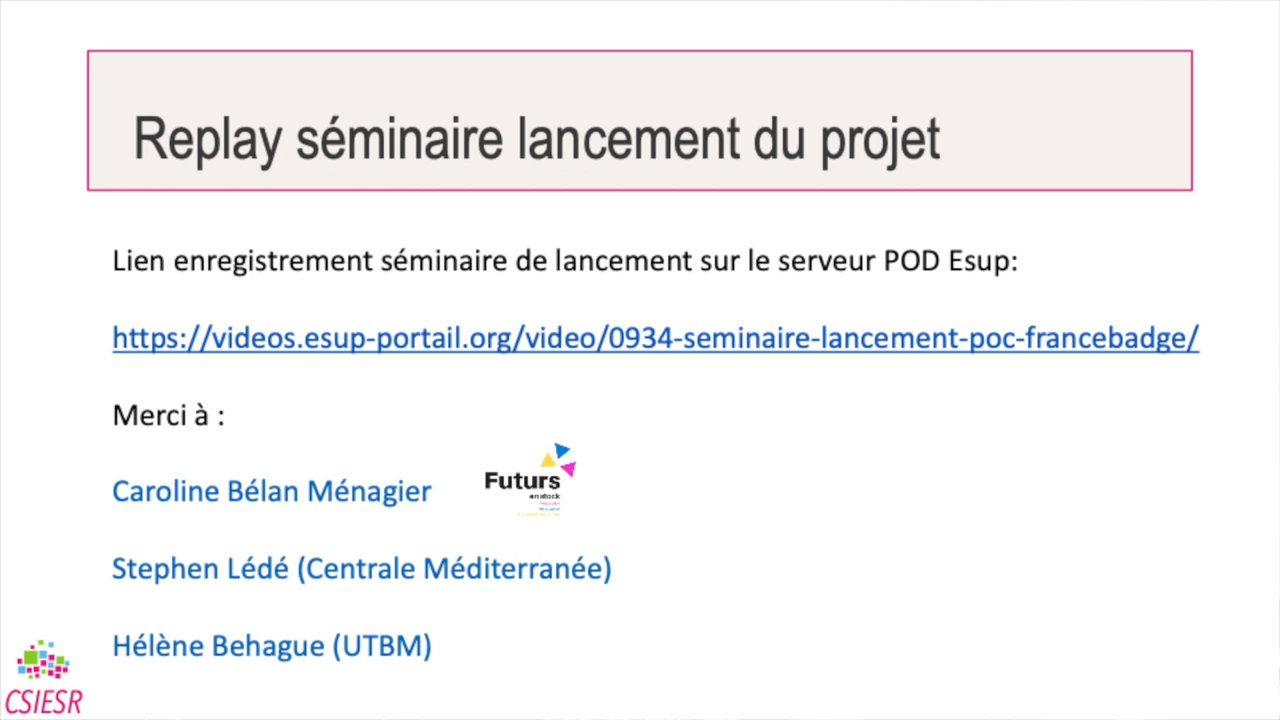 Replay séminaire lancement du projet
Lien enregistrement séminaire de lancement sur le serveur POD Esup:
https://videos.esup-portail.org/video/0934-seminaire-lancement-poc-francebadge/
Merci à :
Caroline Bélan Ménagier
Futurs
en stock
Stephen Lédé (Centrale Méditerranée)
Hélène Behague (UTBM)
CSIESR